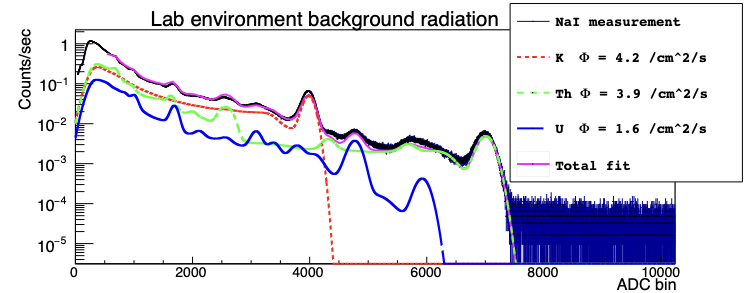 Lab environment background radiation
NaI measurement
K Φ = 4.2 /cm^2/s
Th Φ = 3.9 /cm^2/s
U Φ = 1.6 /cm^2/s
Total fit
Counts/sec
1
10⁻¹
10⁻²
10⁻³
10⁻⁴
10⁻⁵
0 2000 4000 6000 8000 10000
ADC bin